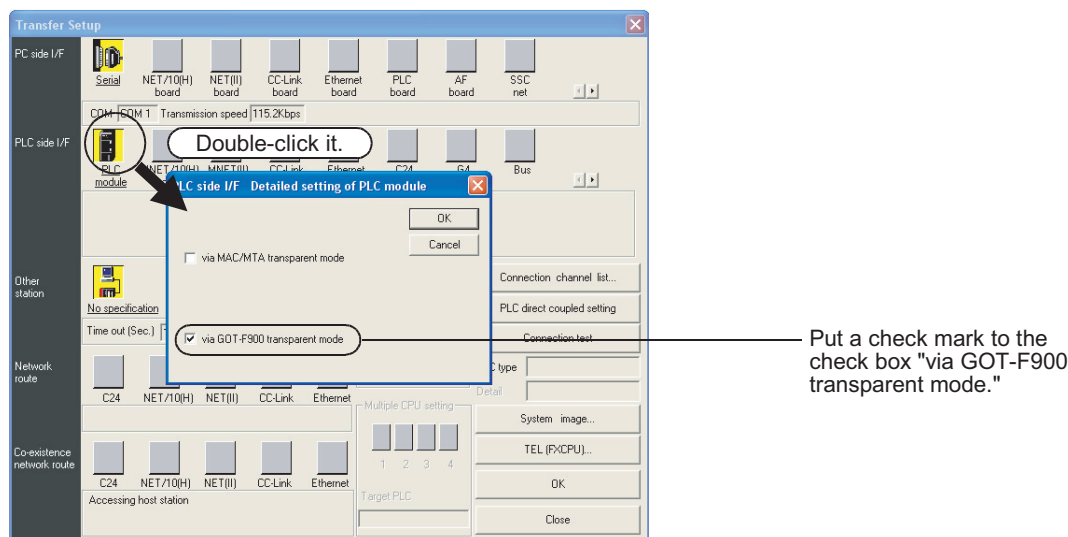 Transfer Setup
PC side I/F
Serial
NET/10(H) board
NET(II) board
CC-Link board
Ethernet board
PLC board
AF board
SSC net
COM COM 1 Transmission speed 115.2Kbps
PLC side I/F
Double-click it.
PLC module
MNET(II)
CC-Link
Ethernet
C24
G4
Bus
PLC side I/F Detailed setting of PLC module
OK
Cancel
via MAC/MTA transparent mode
via GOT-F900 transparent mode
Put a check mark to the
check box "via GOT-F900
transparent mode."
Other station
No specification
Time out (Sec.)
Connection channel list...
PLC direct coupled setting
Connection test
type
Detail
Network route
C24
NET/10(H)
NET(II)
CC-Link
Ethernet
Multiple CPU setting
1 2 3 4
Target PLC
System image...
TEL (FXCPU)...
OK
Close
Co-existence network route
C24
NET/10(H)
NET(II)
CC-Link
Ethernet
Accessing host station